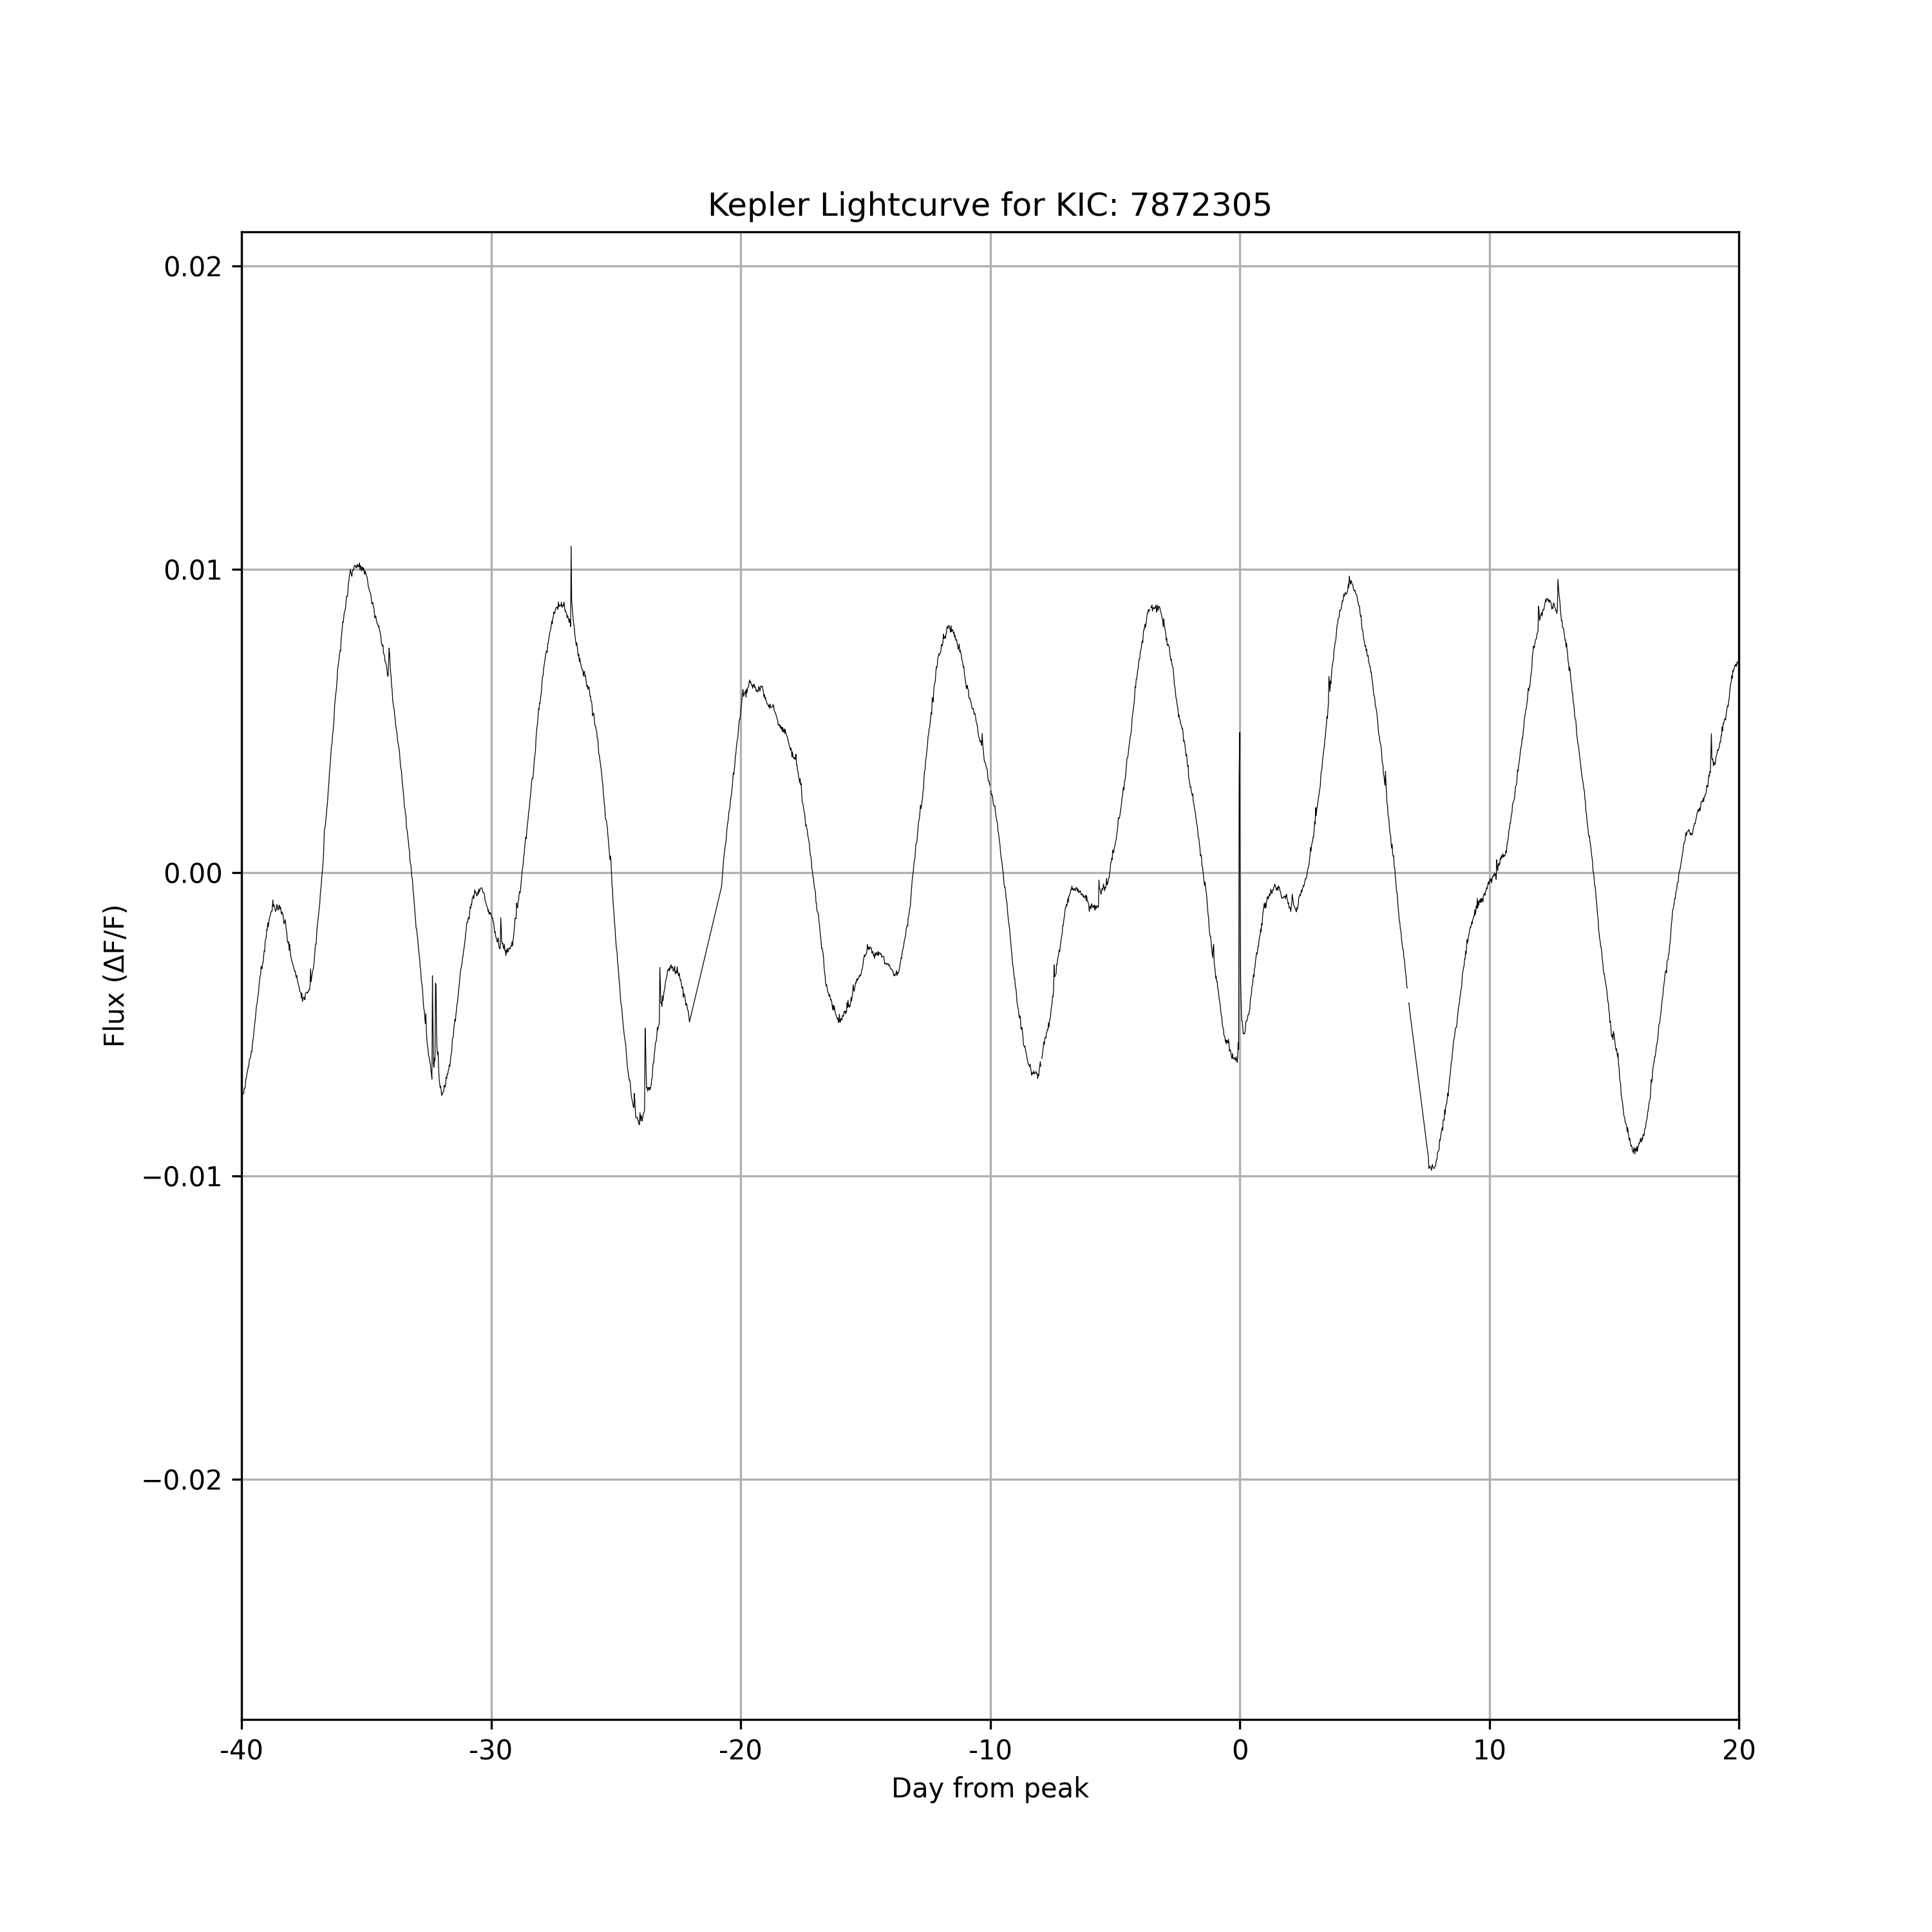 Kepler Lightcurve for KIC: 7872305
0.02
0.01
0.00
−0.01
−0.02
Flux (ΔF/F)
-40 -30 -20 -10 0 10 20
Day from peak